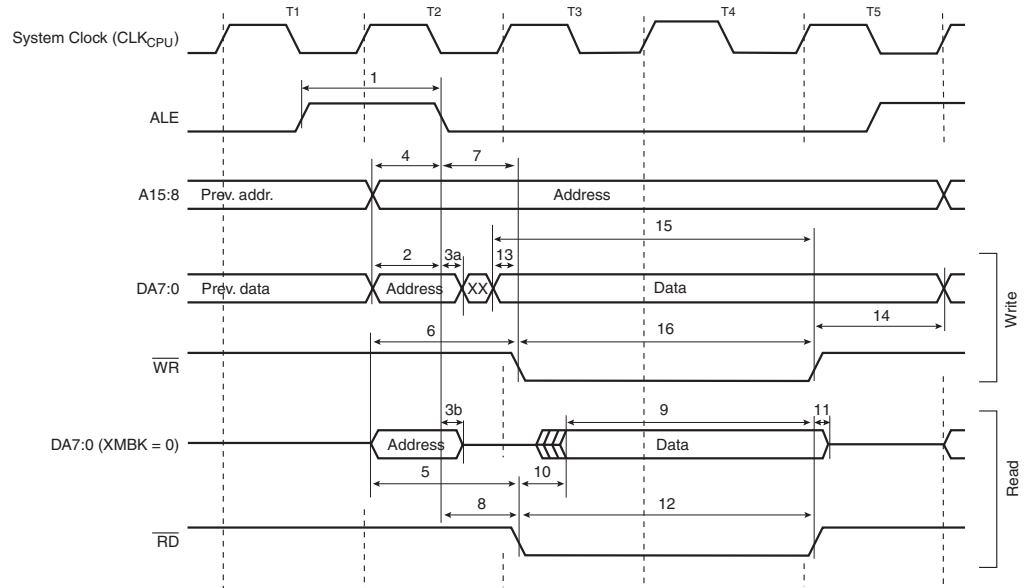 T1 T2 T3 T4 T5
System Clock (CLKCPU)
1
ALE
4 7
A15:8 Prev. addr. Address
15
2 3a 13
DA7:0 Prev. data Address XX Data
14
6 16
WR
Write
3b 9 11
DA7:0 (XMBK = 0) Address Data
5 10
8 12
RD
Read